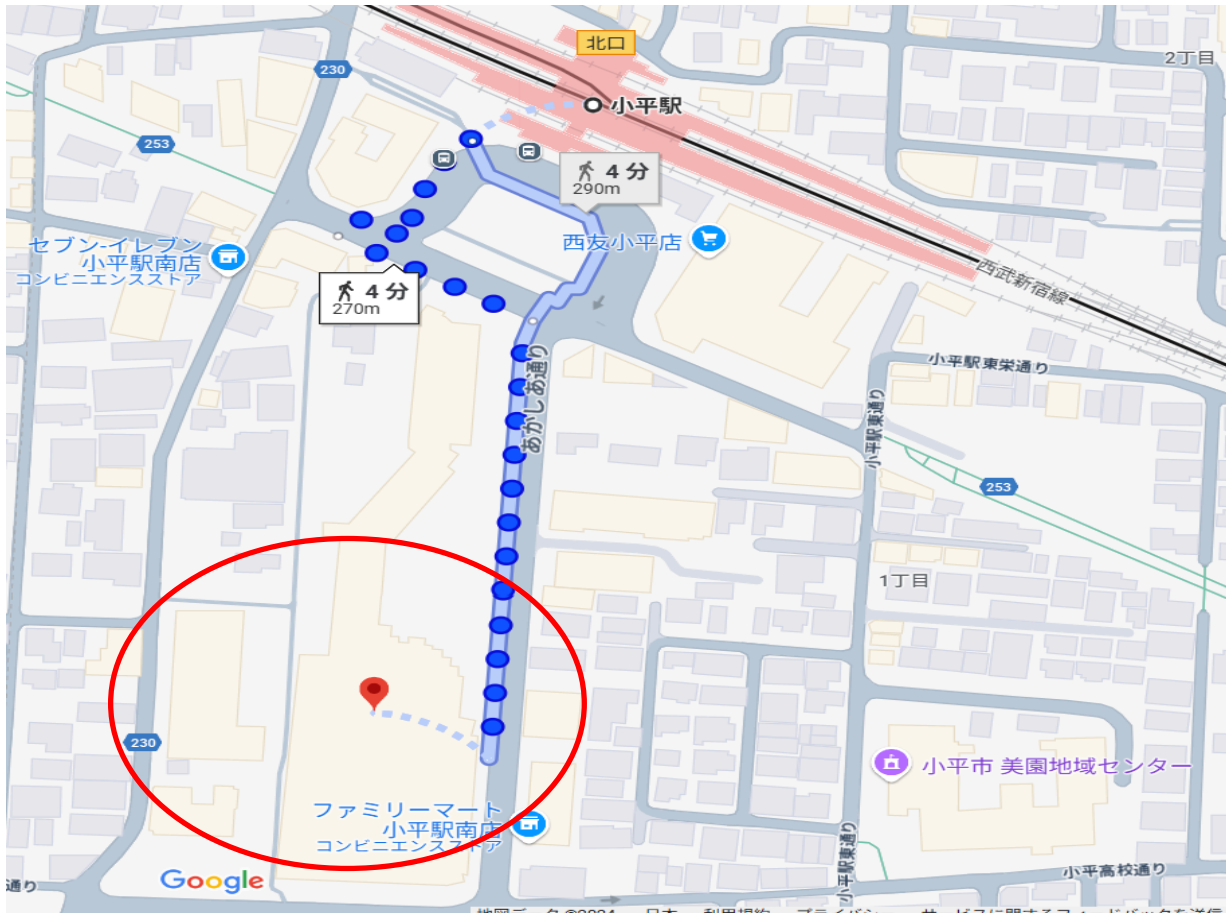 北口
2丁目
230
小平駅
253
4 分
290m
セブン-イレブン
小平駅南店
コンビニエンスストア
西友小平店
西武新宿線
4 分
270m
あかしあ通り
小平駅東栄通り
小平駅東通り
253
1丁目
230
小平市 美園地域センター
ファミリーマート
小平駅南店
コンビニエンスストア
小平駅東通り
小平高校通り
Google
通り